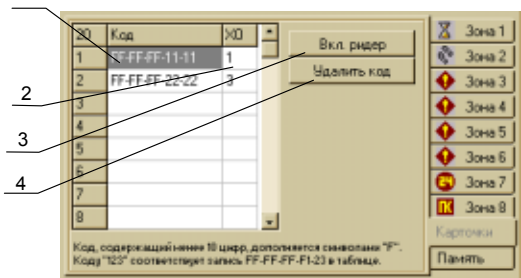 20 Код ХО
1 FF-FF-FF-11-11 1
2 FF-FF-FF-22-22 3
3
4
5
6
7
8
Вкл. ридер
Удалить код
Зона 1
Зона 2
Зона 3
Зона 4
Зона 5
Зона 6
24 Зона 7
ПК Зона 8
Карточки
Память
Код, содержащий менее 10 цифр, дополняется символами "F".
Коду "123" соответствует запись FF-FF-FF-F1-23 в таблице.
2
3
4